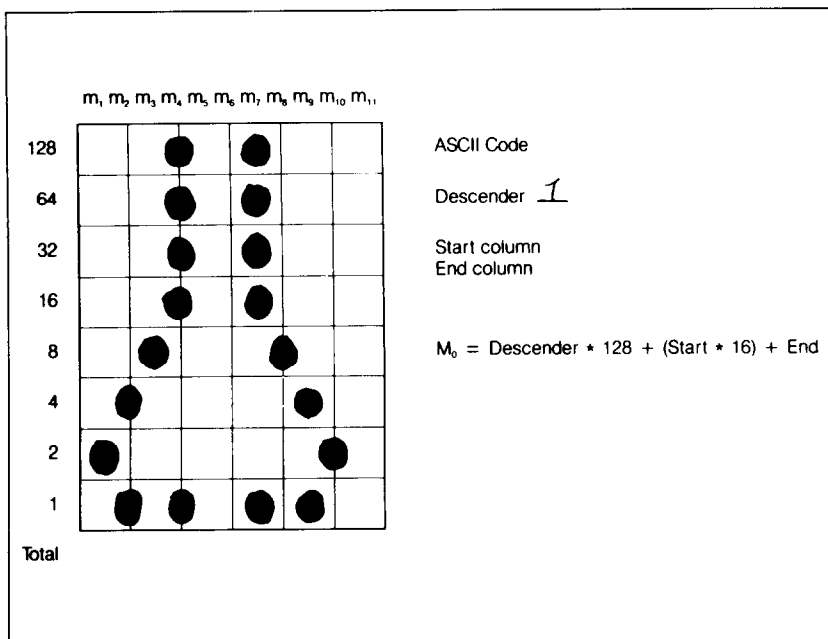 m₁ m₂ m₃ m₄ m₅ m₆ m₇ m₈ m₉ m₁₀ m₁₁
128
ASCII Code
64
Descender 1
32
Start column
End column
16
8
M₀ = Descender * 128 + (Start * 16) + End
4
2
1
Total